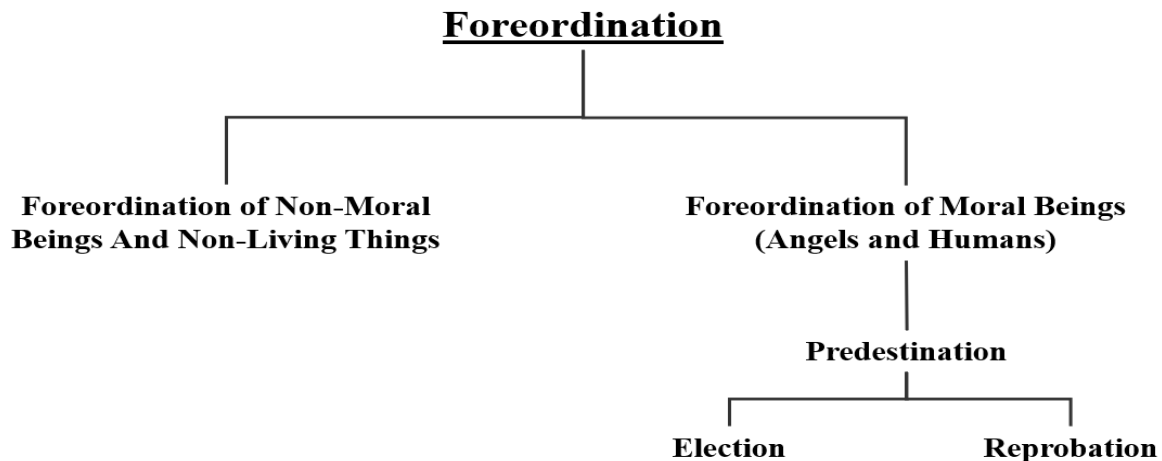 Foreordination
Foreordination of Non-Moral
Beings And Non-Living Things
Foreordination of Moral Beings
(Angels and Humans)
Predestination
Election
Reprobation